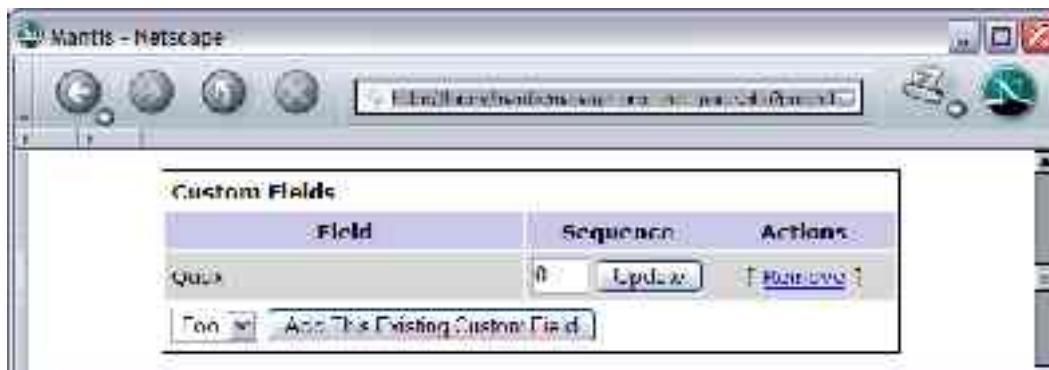 Mantis - Netscape
Custom Fields
Field Sequence Actions
Quux 0 Update [ Remove ]
Foo Add This Existing Custom Field